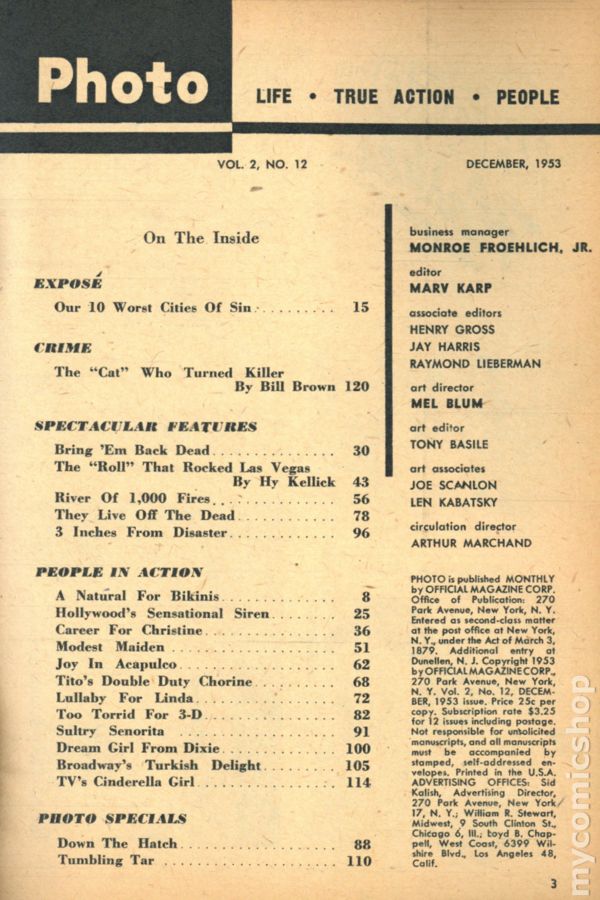 Photo
LIFE • TRUE ACTION • PEOPLE
VOL. 2, NO. 12
DECEMBER, 1953
On The Inside
EXPOSÉ
Our 10 Worst Cities Of Sin .......... 15
CRIME
The "Cat" Who Turned Killer
By Bill Brown 120
SPECTACULAR FEATURES
Bring 'Em Back Dead .............. 30
The "Roll" That Rocked Las Vegas
By Hy Kellick 43
River Of 1,000 Fires .............. 56
They Live Off The Dead ........... 78
3 Inches From Disaster ............ 96
PEOPLE IN ACTION
A Natural For Bikinis .............. 8
Hollywood's Sensational Siren ....... 25
Career For Christine .............. 36
Modest Maiden .................. 51
Joy In Acapulco .................. 62
Tito's Double Duty Chorine ......... 68
Lullaby For Linda ................. 72
Too Torrid For 3-D ................ 82
Sultry Senorita .................. 91
Dream Girl From Dixie ............ 100
Broadway's Turkish Delight ......... 105
TV's Cinderella Girl .............. 114
PHOTO SPECIALS
Down The Hatch ................. 88
Tumbling Tar .................... 110
business manager
MONROE FROEHLICH, JR.
editor
MARV KARP
associate editors
HENRY GROSS
JAY HARRIS
RAYMOND LIEBERMAN
art director
MEL BLUM
art editor
TONY BASILE
art associates
JOE SCANLON
LEN KABATSKY
circulation director
ARTHUR MARCHAND
PHOTO is published MONTHLY
by OFFICIAL MAGAZINE CORP.
Office of Publication: 270
Park Avenue, New York, N. Y.
Entered as second-class matter
at the post office at New York,
N. Y., under the Act of March 3,
1879. Additional entry at
Dunellen, N. J. Copyright 1953
by OFFICIAL MAGAZINE CORP.,
270 Park Avenue, New York,
N. Y. Vol. 2, No. 12, DECEM-
BER, 1953 issue. Price 25c per
copy. Subscription rate $3.25
for 12 issues including postage.
Not responsible for unsolicited
manuscripts, and all manuscripts
must be accompanied by
stamped, self-addressed en-
velopes. Printed in the U.S.A.
ADVERTISING OFFICES: Sid
Kalish, Advertising Director,
270 Park Avenue, New York
17, N. Y.; William R. Stewart,
Midwest, 9 South Clinton St.,
Chicago 6, Ill.; Loyd B. Chap-
pell, West Coast, 6399 Wil-
shire Blvd., Los Angeles 48,
Calif.
3
mycomicshop